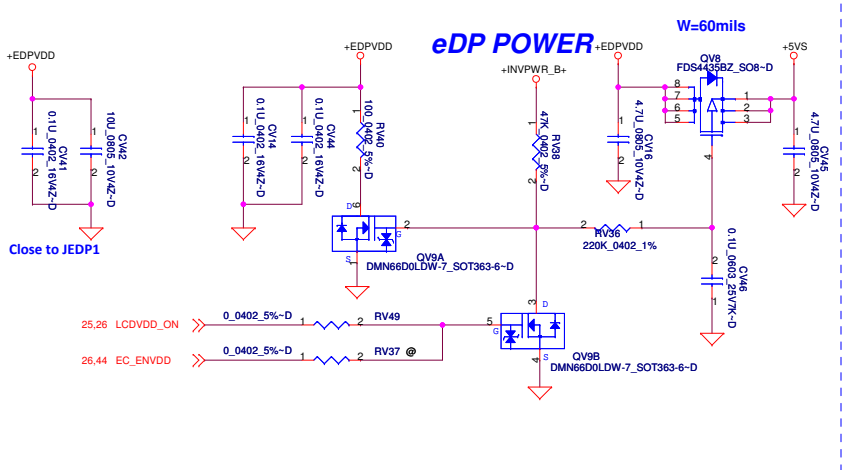 eDP POWER
W=60mils
+EDPVDD
0.1U_0402_16V4Z~D
CV41
1
2
10U_0805_10V4Z~D
CV42
1
2
Close to JEDP1
+EDPVDD
0.1U_0402_16V4Z~D
CV14
1
2
0.1U_0402_16V4Z~D
CV44
1
2
100_0402_5%~D
RV40
1
2
D
6
G
2
S
1
QV9A
DMN66D0LDW-7_SOT363-6~D
+INVPWR_B+
47K_0402_5%~D
RV38
1
2
+EDPVDD
4.7U_0805_10V4Z~D
CV16
1
2
QV8
FDS4435BZ_SO8~D
8
7
6
5
1
2
3
4
+5VS
4.7U_0805_10V4Z~D
CV45
1
2
2
1
RV36
220K_0402_1%
0.1U_0603_25V7K~D
CV46
2
1
25,26 LCDVDD_ON
0_0402_5%~D
1
2
RV49
26,44 EC_ENVDD
0_0402_5%~D
1
2
RV37 @
3
D
5
G
4
S
QV9B
DMN66D0LDW-7_SOT363-6~D